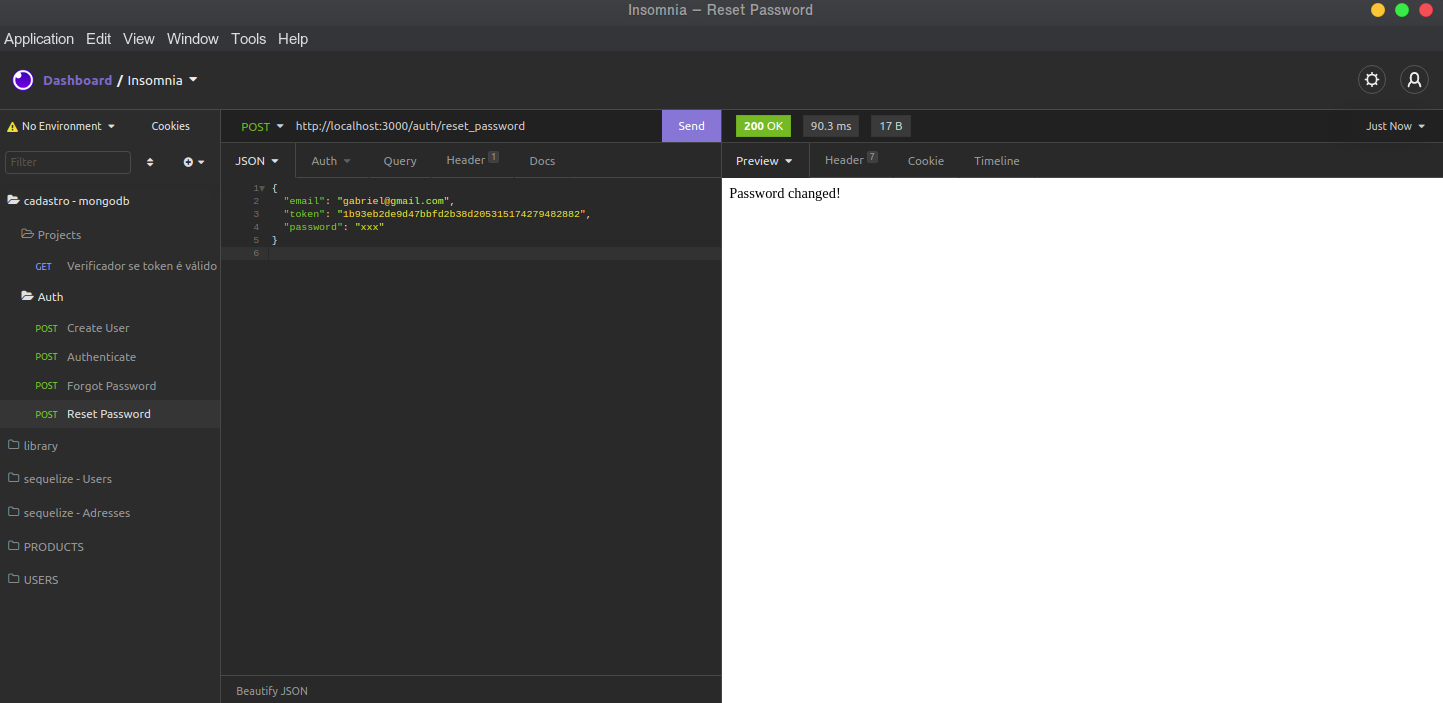 Insomnia – Reset Password
Application Edit View Window Tools Help
Dashboard / Insomnia
No Environment Cookies
POST http://localhost:3000/auth/reset_password Send
200 OK 90.3 ms 17 B Just Now
Filter
JSON Auth Query Header 1 Docs
Preview Header 7 Cookie Timeline
cadastro - mongodb
Projects
GET Verificador se token é válido
Auth
POST Create User
POST Authenticate
POST Forgot Password
POST Reset Password
library
sequelize - Users
sequelize - Adresses
PRODUCTS
USERS
1 {
2 "email": "gabriel@gmail.com",
3 "token": "1b93eb2de9d47bbfd2b38d205315174279482882",
4 "password": "xxx"
5 }
6
Beautify JSON
Password changed!